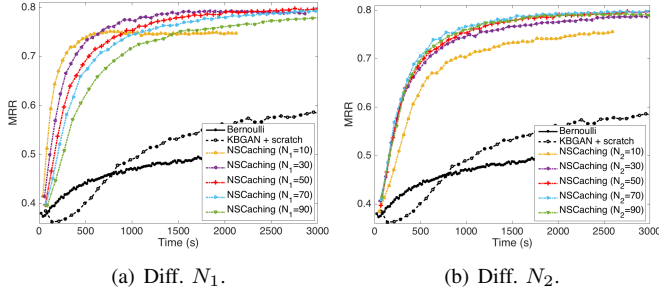 0.8
0.7
0.6
0.5
0.4
MRR
0
500
1000
1500
2000
2500
3000
Time (s)
Bernoulli
KBGAN + scratch
NSCaching (N1=10)
NSCaching (N1=30)
NSCaching (N1=50)
NSCaching (N1=70)
NSCaching (N1=90)
(a) Diff. N1.
0.8
0.7
0.6
0.5
0.4
MRR
0
500
1000
1500
2000
2500
3000
Time (s)
Bernoulli
KBGAN + scratch
NSCaching (N2=10)
NSCaching (N2=30)
NSCaching (N2=50)
NSCaching (N2=70)
NSCaching (N2=90)
(b) Diff. N2.